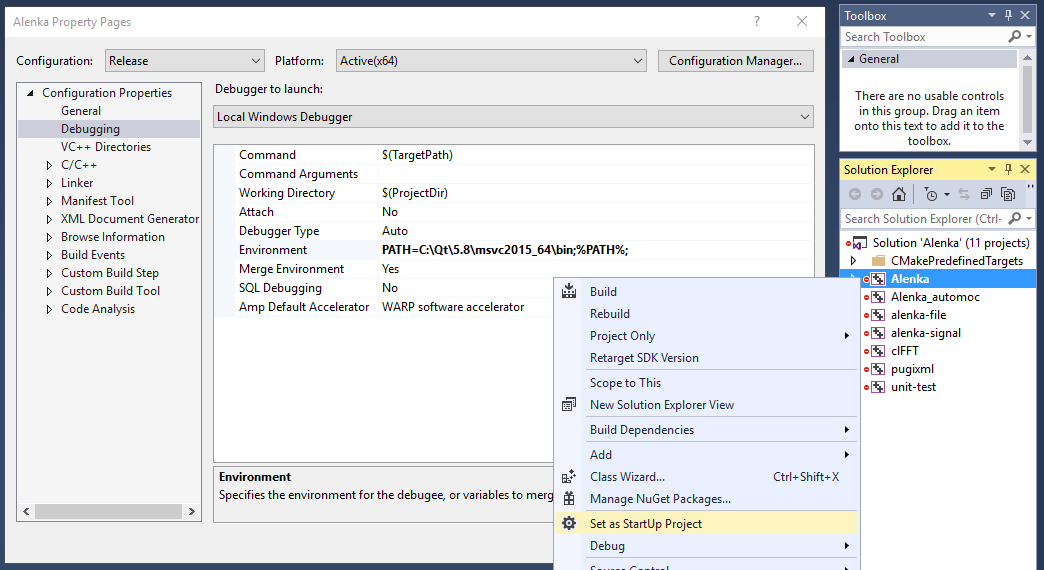 Alenka Property Pages
?
Configuration:
Release
Platform:
Active(x64)
Configuration Manager...
Configuration Properties
General
Debugging
VC++ Directories
C/C++
Linker
Manifest Tool
XML Document Generator
Browse Information
Build Events
Custom Build Step
Custom Build Tool
Code Analysis
Debugger to launch:
Local Windows Debugger
Command $(TargetPath)
Command Arguments
Working Directory $(ProjectDir)
Attach No
Debugger Type Auto
Environment PATH=C:\Qt\5.8\msvc2015_64\bin;%PATH%;
Merge Environment Yes
SQL Debugging No
Amp Default Accelerator WARP software accelerator
Environment
Specifies the environment for the debugee, or variables to merg
Build
Rebuild
Project Only
Retarget SDK Version
Scope to This
New Solution Explorer View
Build Dependencies
Add
Class Wizard... Ctrl+Shift+X
Manage NuGet Packages...
Set as StartUp Project
Debug
Source Control
Toolbox
Search Toolbox
General
There are no usable controls
in this group. Drag an item
onto this text to add it to the
toolbox.
Solution Explorer
Search Solution Explorer (Ctrl-
Solution 'Alenka' (11 projects)
CMakePredefinedTargets
Alenka
Alenka_automoc
alenka-file
alenka-signal
clFFT
pugixml
unit-test